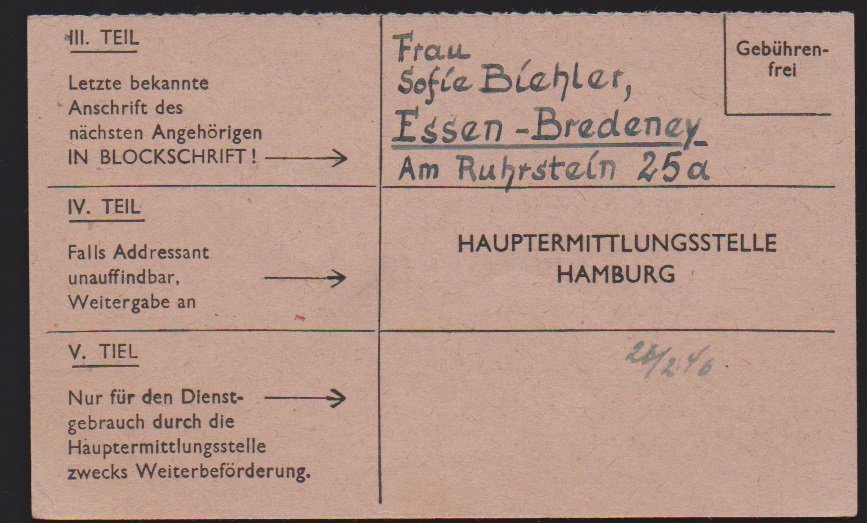 III. TEIL
Letzte bekannte
Anschrift des
nächsten Angehörigen
IN BLOCKSCHRIFT!
Frau
Sofie Biehler,
Essen-Bredeney
Am Ruhrstein 25a
Gebühren-
frei
IV. TEIL
Falls Addressant
unauffindbar,
Weitergabe an
HAUPTERMITTLUNGSSTELLE
HAMBURG
V. TIEL
Nur für den Dienst-
gebrauch durch die
Hauptermittlungsstelle
zwecks Weiterbeförderung.